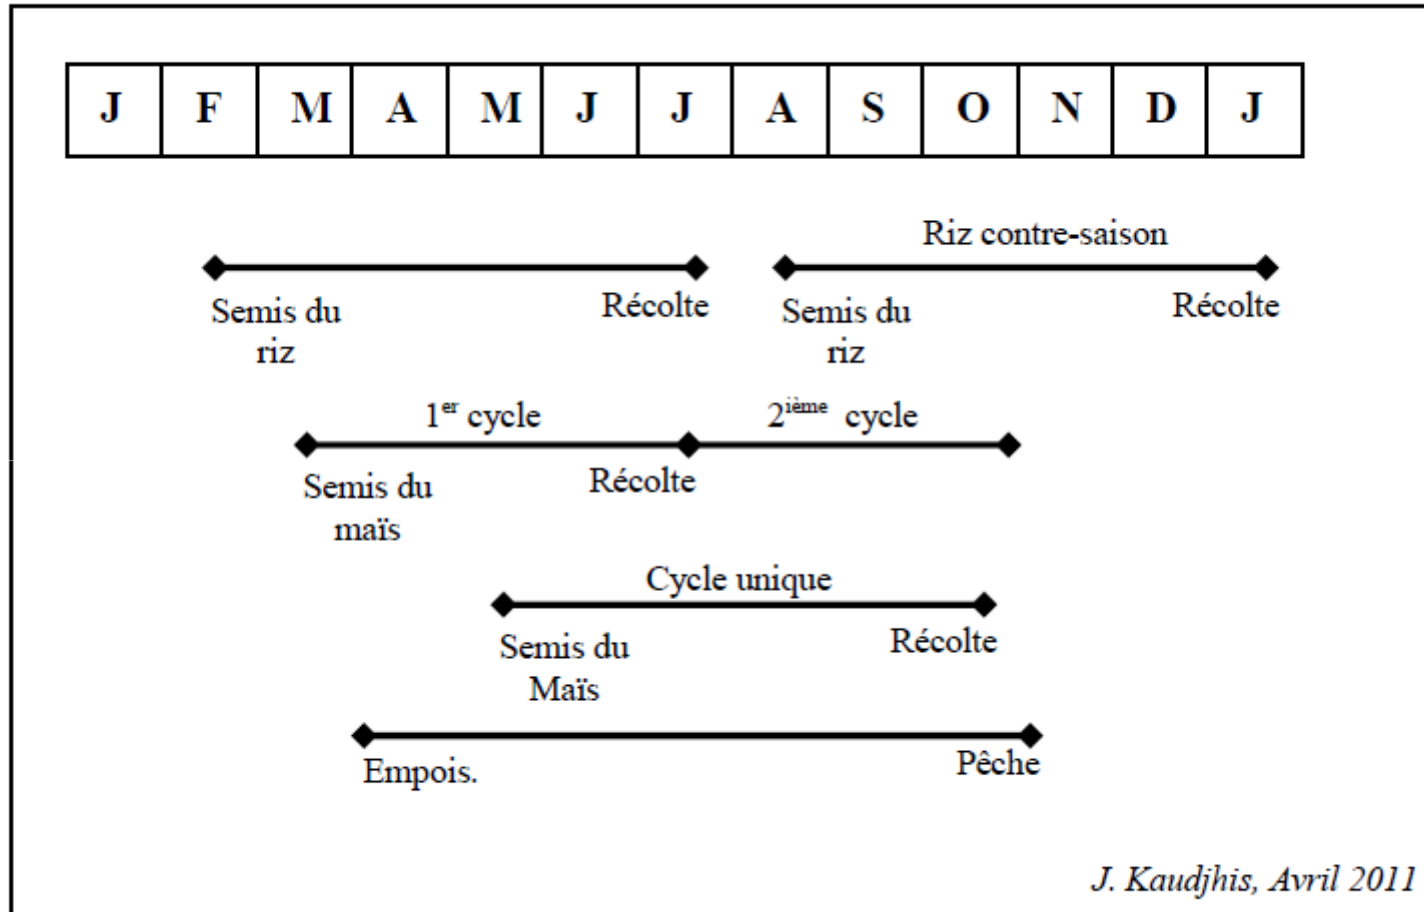 J F M A M J J A S O N D J
Riz contre-saison
Semis du
riz
Récolte
Semis du
riz
Récolte
1er cycle
2ième cycle
Semis du
maïs
Récolte
Cycle unique
Semis du
Maïs
Récolte
Empois.
Pêche
J. Kaudjhis, Avril 2011